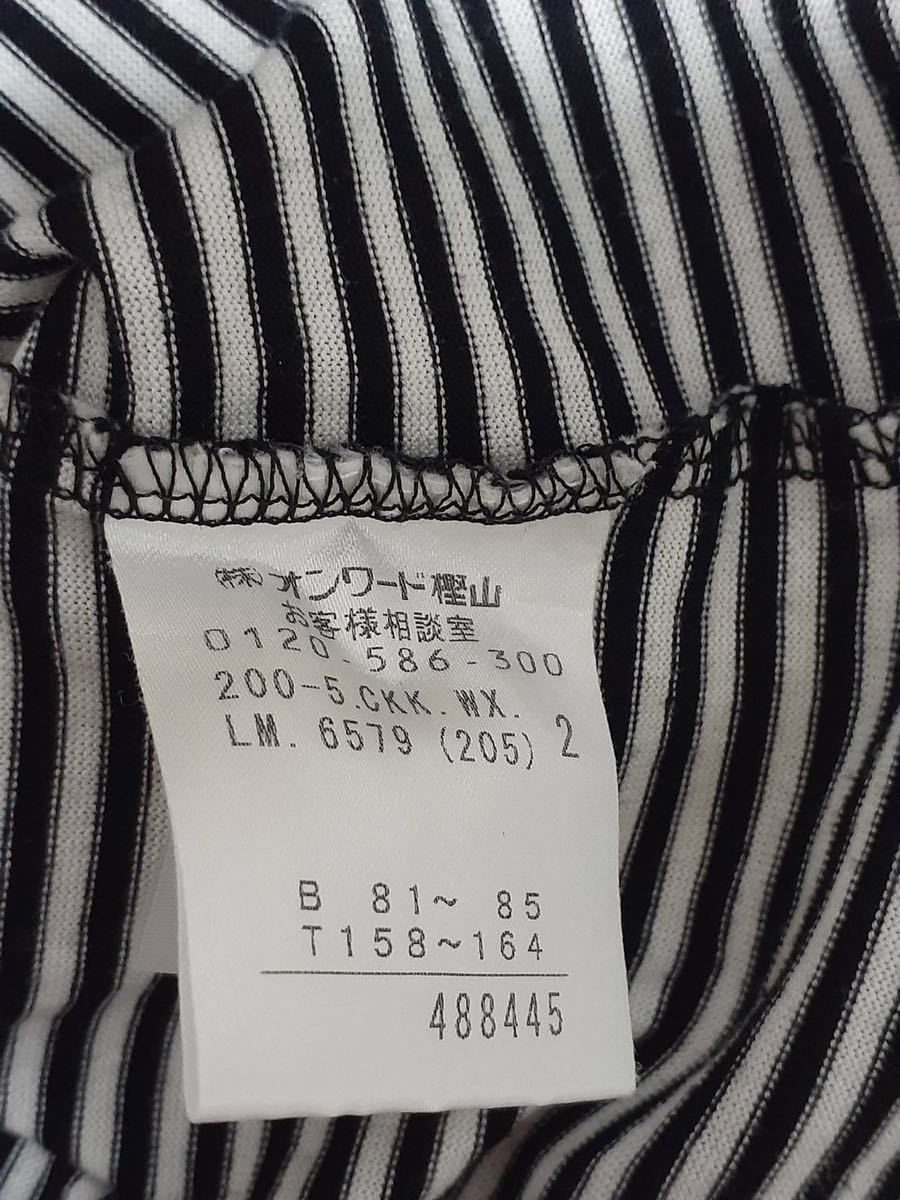 (株)オンワード樫山
お客様相談室
0120-586-300
200-5.CKK.WX.
LM. 6579 (205) 2
B 81~ 85
T158~164
488445